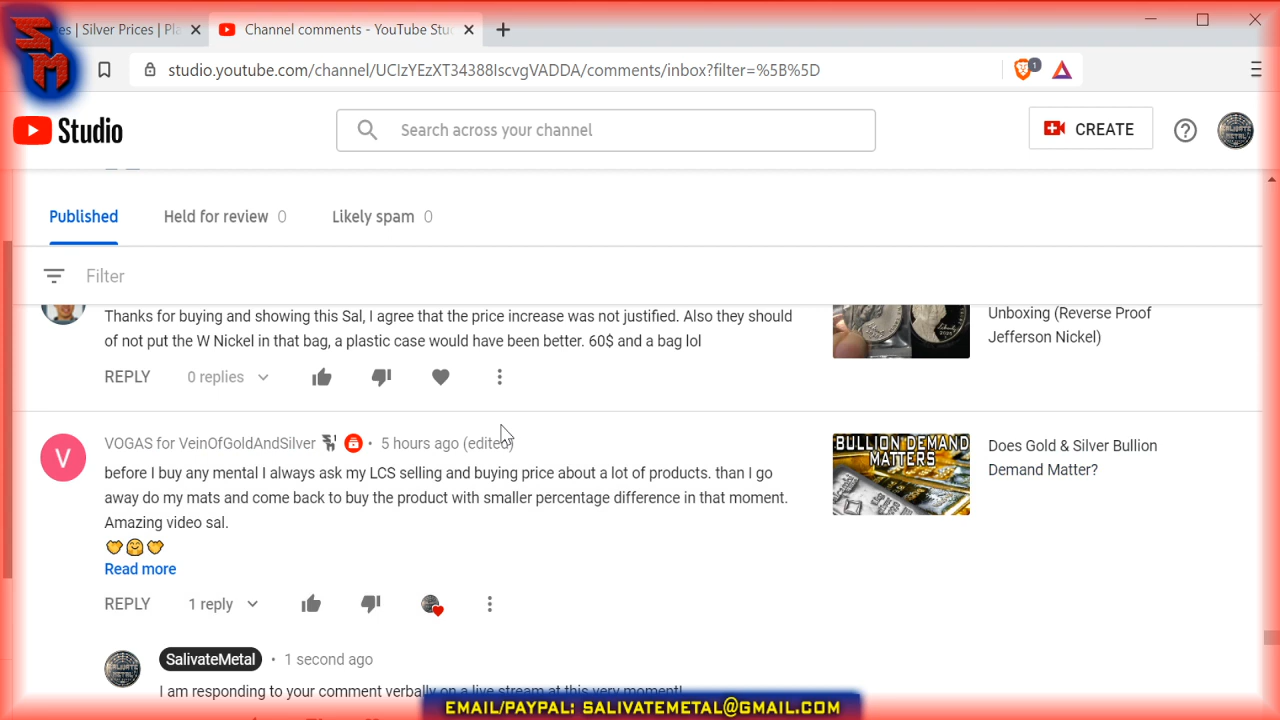 es | Silver Prices | Pla
Channel comments - YouTube Stu
studio.youtube.com/channel/UCIzYEzXT34388IscvgVADDA/comments/inbox?filter=%5B%5D
1
SM
Studio
Search across your channel
CREATE
Published
Held for review 0
Likely spam 0
Filter
Thanks for buying and showing this Sal, I agree that the price increase was not justified. Also they should
of not put the W Nickel in that bag, a plastic case would have been better. 60$ and a bag lol
Unboxing (Reverse Proof
Jefferson Nickel)
REPLY
0 replies
V
VOGAS for VeinOfGoldAndSilver
• 5 hours ago (edited)
before I buy any mental I always ask my LCS selling and buying price about a lot of products. than I go
away do my mats and come back to buy the product with smaller percentage difference in that moment.
Amazing video sal.
Read more
BULLION DEMAND
MATTERS
Does Gold & Silver Bullion
Demand Matter?
REPLY
1 reply
SalivateMetal • 1 second ago
I am responding to your comment verbally on a live stream at this very moment!
EMAIL/PAYPAL: SALIVATEMETAL@GMAIL.COM